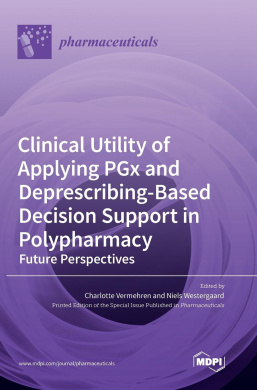 pharmaceuticals
Clinical Utility of
Applying PGx and
Deprescribing-Based
Decision Support in
Polypharmacy
Future Perspectives
Edited by
Charlotte Vermehren and Niels Westergaard
Printed Edition of the Special Issue Published in Pharmaceuticals
www.mdpi.com/journal/pharmaceuticals
MDPI